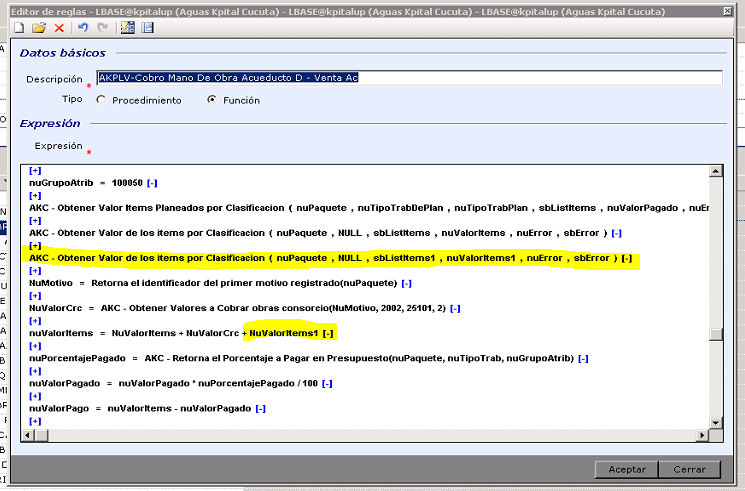 Editor de reglas - LBASE@kpitalup (Aguas Kpital Cucuta) - LBASE@kpitalup (Aguas Kpital Cucuta) - LBASE@kpitalup (Aguas Kpital Cucuta)
Datos básicos
Descripción * AKPLV-Cobro Mano De Obra Acueducto D - Venta Ac
Tipo Procedimiento Función
Expresión
Expresión *
[+]
nuGrupoAtrib = 100050 [-]
[+]
AKC - Obtener Valor Items Planeados por Clasificacion ( nuPaquete , nuTipoTrabDePlan , nuTipoTrabPlan , sbListItems , nuValorPagado , nuEr
[+]
AKC - Obtener Valor de los items por Clasificacion ( nuPaquete , NULL , sbListItems , nuValorItems , nuError , sbError ) [-]
[+]
AKC - Obtener Valor de los items por Clasificacion ( nuPaquete , NULL , sbListItems1 , nuValorItems1 , nuError , sbError ) [-]
[+]
NuMotivo = Retorna el identificador del primer motivo registrado(nuPaquete) [-]
[+]
NuValorCrc = AKC - Obtener Valores a Cobrar obras consorcio(NuMotivo, 2002, 25101, 2) [-]
[+]
nuValorItems = NuValorItems + NuValorCrc + NuValorItems1 [-]
[+]
nuPorcentajePagado = AKC - Retorna el Porcentaje a Pagar en Presupuesto(nuPaquete, nuTipoTrab, nuGrupoAtrib) [-]
[+]
nuValorPagado = nuValorPagado * nuPorcentajePagado / 100 [-]
[+]
nuValorPago = nuValorItems - nuValorPagado [-]
[+]
Aceptar Cerrar